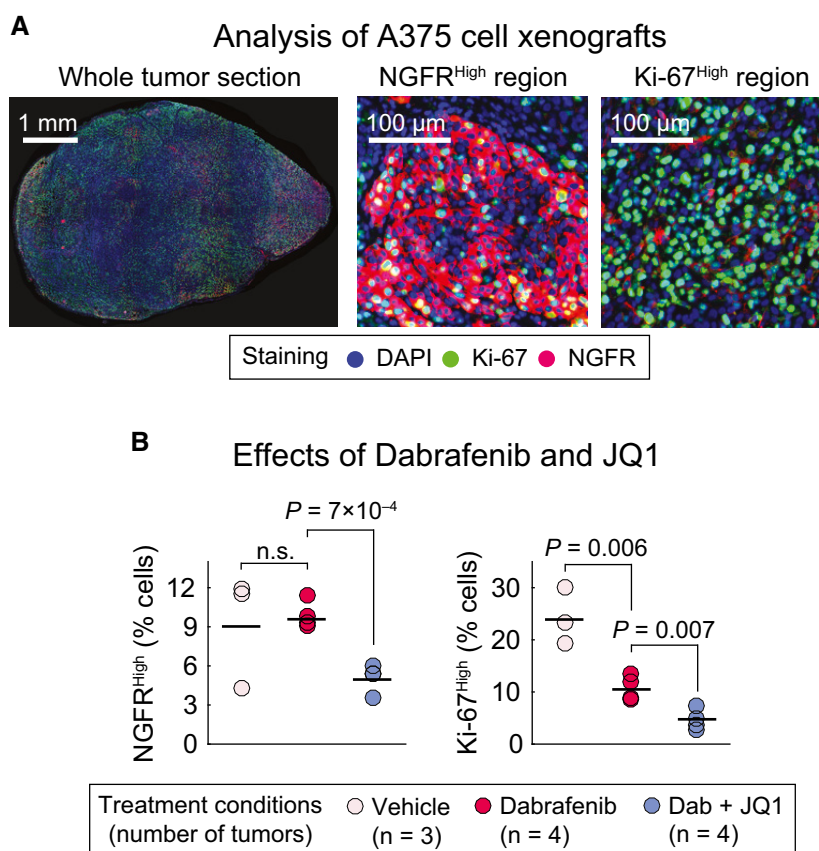 A
Analysis of A375 cell xenografts
Whole tumor section
NGFR^High region
Ki-67^High region
1 mm
100 µm
100 µm
Staining DAPI Ki-67 NGFR
B
Effects of Dabrafenib and JQ1
NGFR^High (% cells)
12
9
6
3
0
n.s.
P = 7×10⁻⁴
Ki-67^High (% cells)
30
20
10
0
P = 0.006
P = 0.007
Treatment conditions
(number of tumors)
Vehicle
(n = 3)
Dabrafenib
(n = 4)
Dab + JQ1
(n = 4)